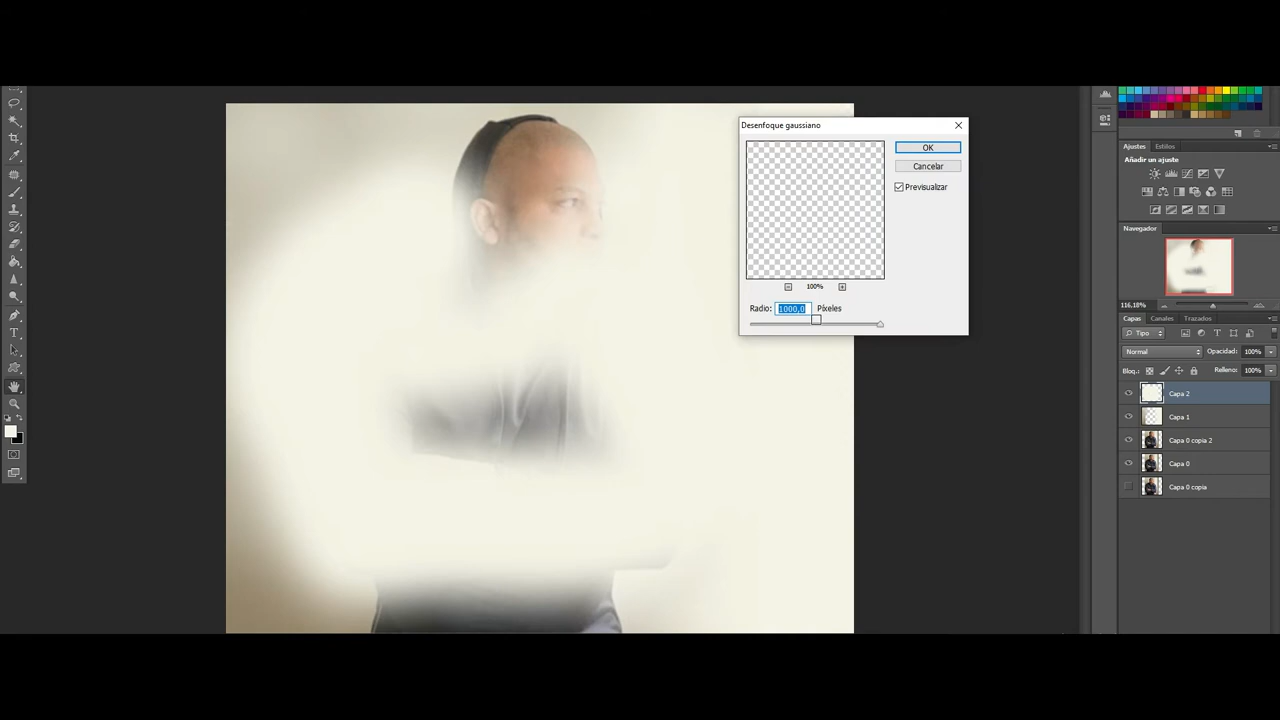 Desenfoque gaussiano
OK
Cancelar
Previsualizar
100%
Radio: 1000,0 Píxeles
Ajustes Estilos
Añadir un ajuste
Navegador
116,18%
Capas Canales Trazados
Tipo
Normal Opacidad: 100%
Bloq.: Relleno: 100%
Capa 2
Capa 1
Capa 0 copia 2
Capa 0
Capa 0 copia